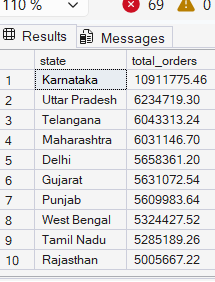 110 % 69 0
Results Messages
state total_orders
1 Karnataka 10911775.46
2 Uttar Pradesh 6234719.30
3 Telangana 6043313.24
4 Maharashtra 6031146.70
5 Delhi 5658361.20
6 Gujarat 5631072.54
7 Punjab 5609983.64
8 West Bengal 5324427.52
9 Tamil Nadu 5285189.26
10 Rajasthan 5005667.22